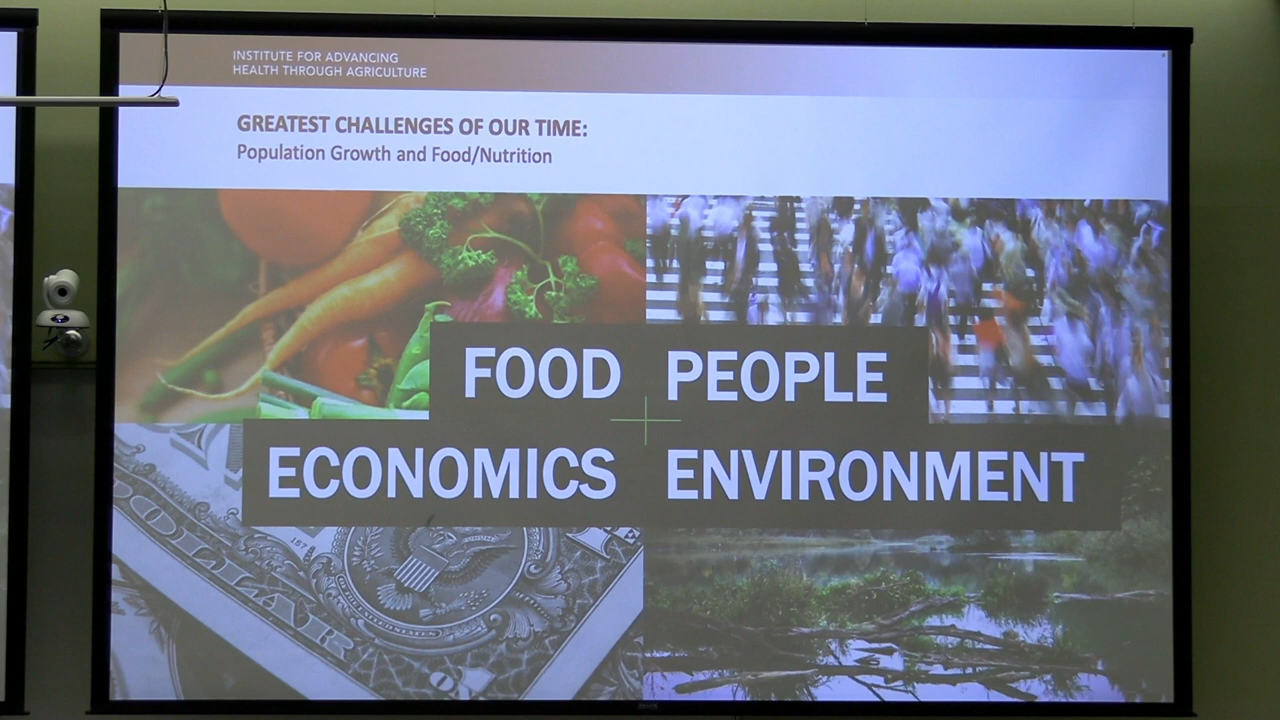 INSTITUTE FOR ADVANCING
HEALTH THROUGH AGRICULTURE
GREATEST CHALLENGES OF OUR TIME:
Population Growth and Food/Nutrition
FOOD PEOPLE
ECONOMICS ENVIRONMENT
DOLLAR